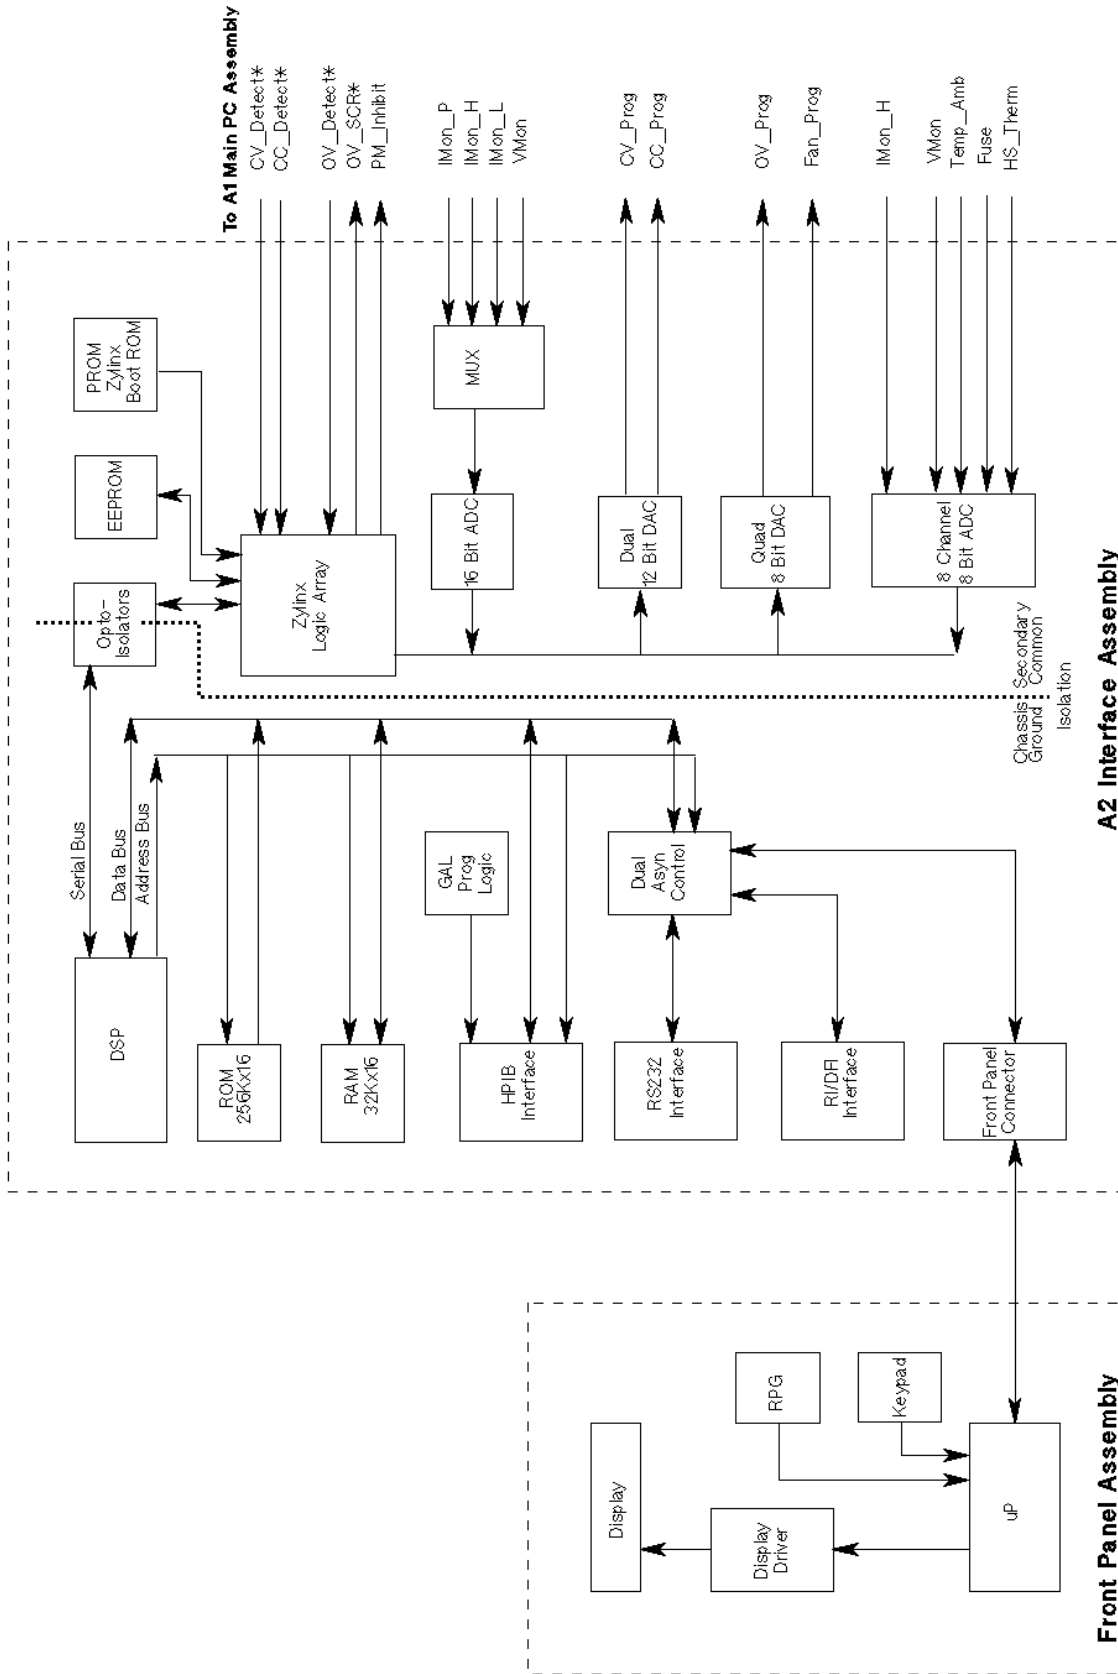 To A1 Main PC Assembly
CV_Detect*
CC_Detect*
OV_Detect*
OV_SCR*
PM_Inhibit
IMon_P
IMon_H
IMon_L
VMon
CV_Prog
CC_Prog
OV_Prog
Fan_Prog
IMon_H
VMon
Temp_Amb
Fuse
HS_Therm
PROM
Zylinx
Boot ROM
EEPROM
Opto-
Isolators
Zylinx
Logic Array
MUX
16 Bit ADC
Dual
12 Bit DAC
Quad
8 Bit DAC
8 Channel
8 Bit ADC
Serial Bus
Data Bus
Address Bus
Chassis
Ground
Secondary
Common
Isolation
A2 Interface Assembly
DSP
ROM
256Kx16
RAM
32Kx16
GAL
Prog
Logic
HPIB
Interface
Dual
Asyn
Control
RS232
Interface
RI/DFI
Interface
Front Panel
Connector
Display
Display
Driver
RPG
Keypad
uP
Front Panel Assembly